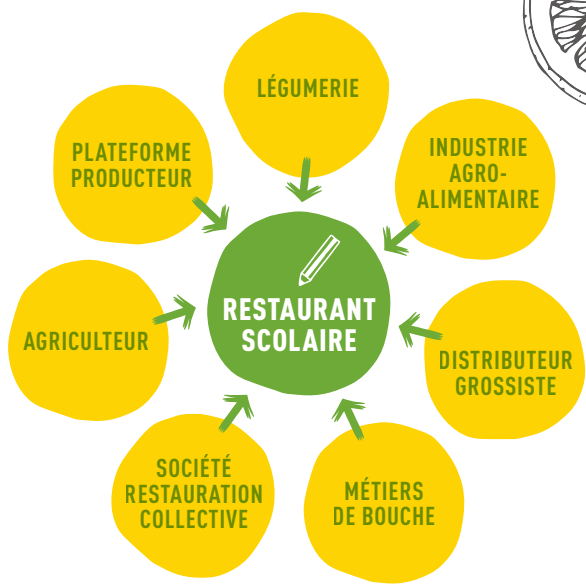 LÉGUMERIE
PLATEFORME
PRODUCTEUR
INDUSTRIE
AGRO-
ALIMENTAIRE
RESTAURANT
SCOLAIRE
AGRICULTEUR
DISTRIBUTEUR
GROSSISTE
SOCIÉTÉ
RESTAURATION
COLLECTIVE
MÉTIERS
DE BOUCHE